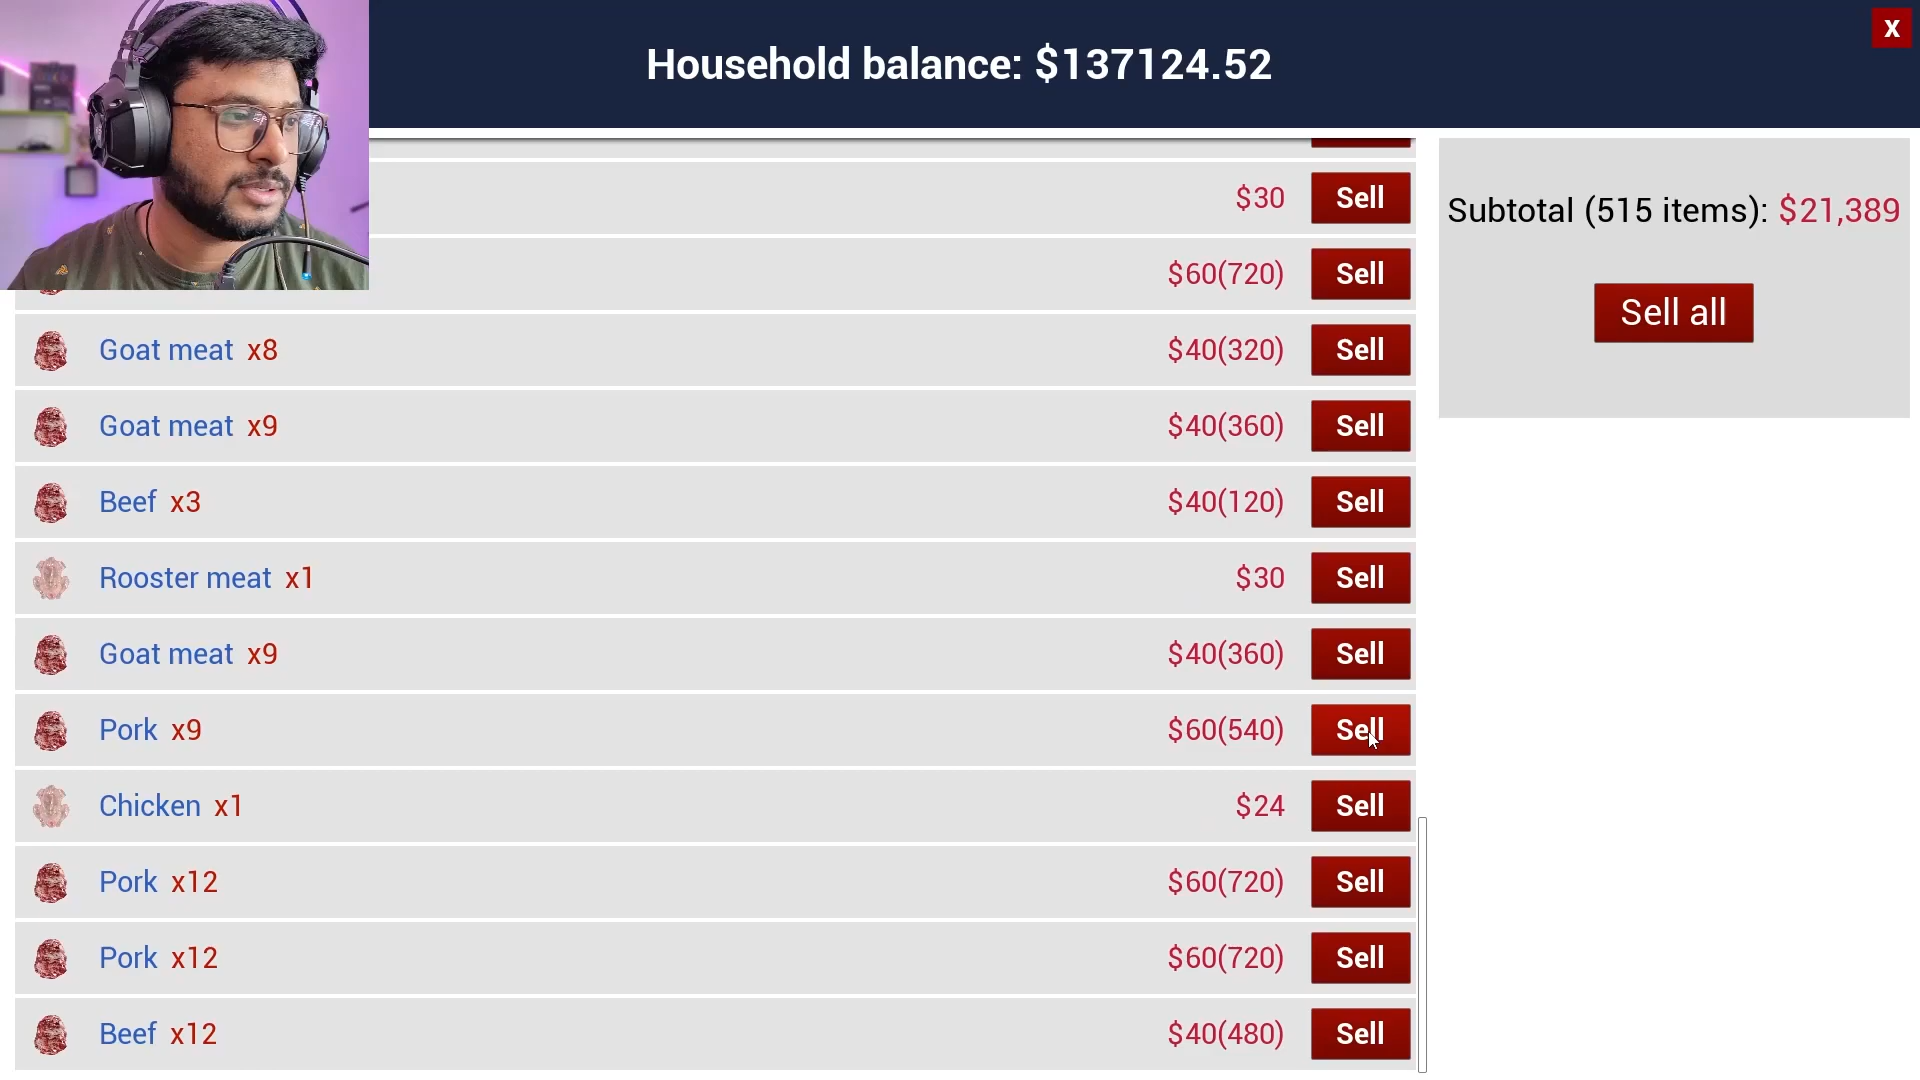 Household balance: $137124.52
X
$30 Sell
$60(720) Sell
Goat meat x8 $40(320) Sell
Goat meat x9 $40(360) Sell
Beef x3 $40(120) Sell
Rooster meat x1 $30 Sell
Goat meat x9 $40(360) Sell
Pork x9 $60(540) Sell
Chicken x1 $24 Sell
Pork x12 $60(720) Sell
Pork x12 $60(720) Sell
Beef x12 $40(480) Sell
Subtotal (515 items): $21,389
Sell all